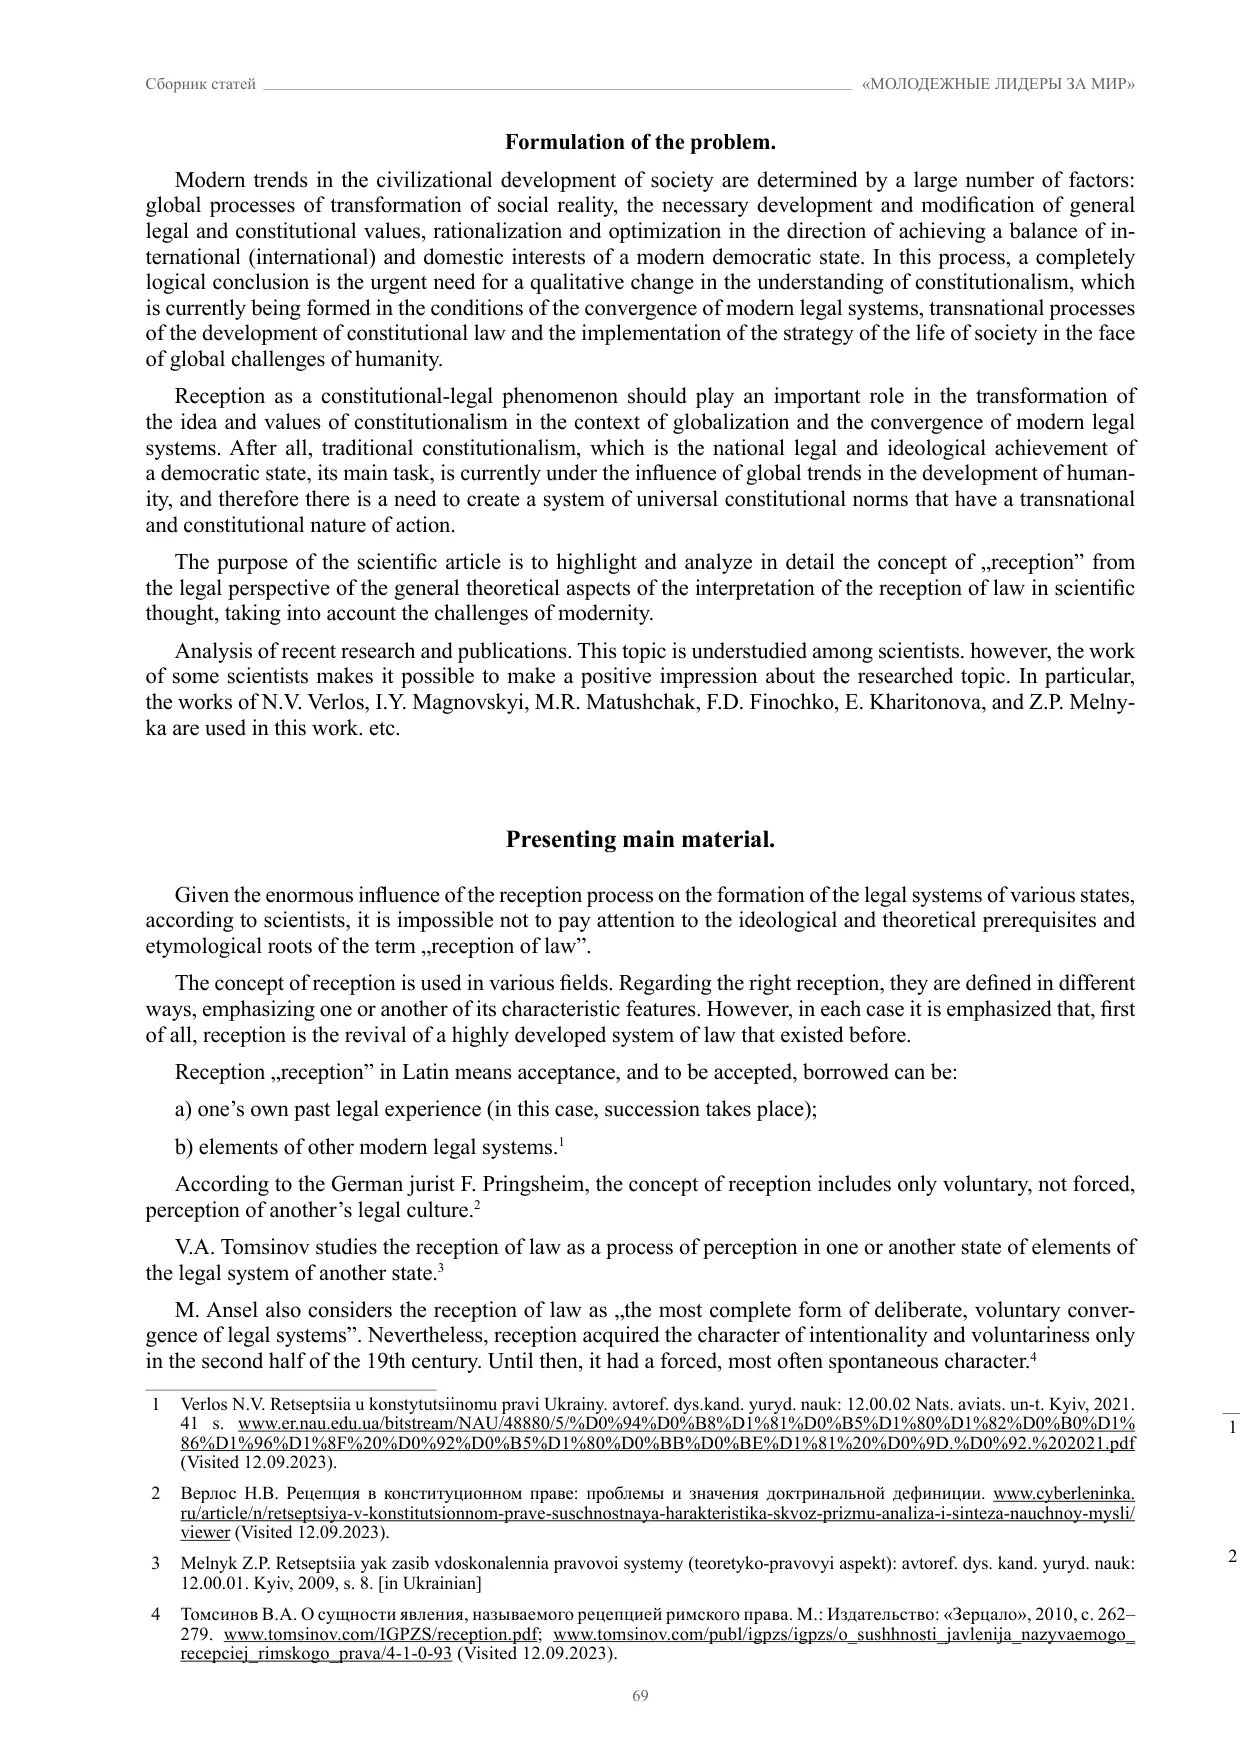 Сборник статей «МОЛОДЕЖНЫЕ ЛИДЕРЫ ЗА МИР»
Formulation of the problem.
Modern trends in the civilizational development of society are determined by a large number of factors:
global processes of transformation of social reality, the necessary development and modification of general
legal and constitutional values, rationalization and optimization in the direction of achieving a balance of in-
ternational (international) and domestic interests of a modern democratic state. In this process, a completely
logical conclusion is the urgent need for a qualitative change in the understanding of constitutionalism, which
is currently being formed in the conditions of the convergence of modern legal systems, transnational processes
of the development of constitutional law and the implementation of the strategy of the life of society in the face
of global challenges of humanity.
Reception as a constitutional-legal phenomenon should play an important role in the transformation of
the idea and values of constitutionalism in the context of globalization and the convergence of modern legal
systems. After all, traditional constitutionalism, which is the national legal and ideological achievement of
a democratic state, its main task, is currently under the influence of global trends in the development of human-
ity, and therefore there is a need to create a system of universal constitutional norms that have a transnational
and constitutional nature of action.
The purpose of the scientific article is to highlight and analyze in detail the concept of „reception” from
the legal perspective of the general theoretical aspects of the interpretation of the reception of law in scientific
thought, taking into account the challenges of modernity.
Analysis of recent research and publications. This topic is understudied among scientists. however, the work
of some scientists makes it possible to make a positive impression about the researched topic. In particular,
the works of N.V. Verlos, I.Y. Magnovskyi, M.R. Matushchak, F.D. Finochko, E. Kharitonova, and Z.P. Melny-
ka are used in this work. etc.
Presenting main material.
Given the enormous influence of the reception process on the formation of the legal systems of various states,
according to scientists, it is impossible not to pay attention to the ideological and theoretical prerequisites and
etymological roots of the term „reception of law”.
The concept of reception is used in various fields. Regarding the right reception, they are defined in different
ways, emphasizing one or another of its characteristic features. However, in each case it is emphasized that, first
of all, reception is the revival of a highly developed system of law that existed before.
Reception „reception” in Latin means acceptance, and to be accepted, borrowed can be:
a) one’s own past legal experience (in this case, succession takes place);
b) elements of other modern legal systems.1
According to the German jurist F. Pringsheim, the concept of reception includes only voluntary, not forced,
perception of another’s legal culture.2
V.A. Tomsinov studies the reception of law as a process of perception in one or another state of elements of
the legal system of another state.3
M. Ansel also considers the reception of law as „the most complete form of deliberate, voluntary conver-
gence of legal systems”. Nevertheless, reception acquired the character of intentionality and voluntariness only
in the second half of the 19th century. Until then, it had a forced, most often spontaneous character.4
1 Verlos N.V. Retseptsiia u konstytutsiinomu pravi Ukrainy. avtoref. dys.kand. yuryd. nauk: 12.00.02 Nats. aviats. un-t. Kyiv, 2021.
41 s. www.er.nau.edu.ua/bitstream/NAU/48880/5/%D0%94%D0%B8%D1%81%D0%B5%D1%80%D1%82%D0%B0%D1%
86%D1%96%D1%8F%20%D0%92%D0%B5%D1%80%D0%BB%D0%BE%D1%81%20%D0%9D.%D0%92.%202021.pdf
(Visited 12.09.2023).
2 Верлос Н.В. Рецепция в конституционном праве: проблемы и значения доктринальной дефиниции. www.cyberleninka.
ru/article/n/retseptsiya-v-konstitutsionnom-prave-suschnostnaya-harakteristika-skvoz-prizmu-analiza-i-sinteza-nauchnoy-mysli/
viewer (Visited 12.09.2023).
3 Melnyk Z.P. Retseptsiia yak zasib vdoskonalennia pravovoi systemy (teoretyko-pravovyi aspekt): avtoref. dys. kand. yuryd. nauk:
12.00.01. Kyiv, 2009, s. 8. [in Ukrainian]
4 Томсинов В.А. О сущности явления, называемого рецепцией римского права. М.: Издательство: «Зерцало», 2010, с. 262–
279. www.tomsinov.com/IGPZS/reception.pdf; www.tomsinov.com/publ/igpzs/igpzs/o_sushhnosti_javlenija_nazyvaemogo_
recepciej_rimskogo_prava/4-1-0-93 (Visited 12.09.2023).
1
2
69